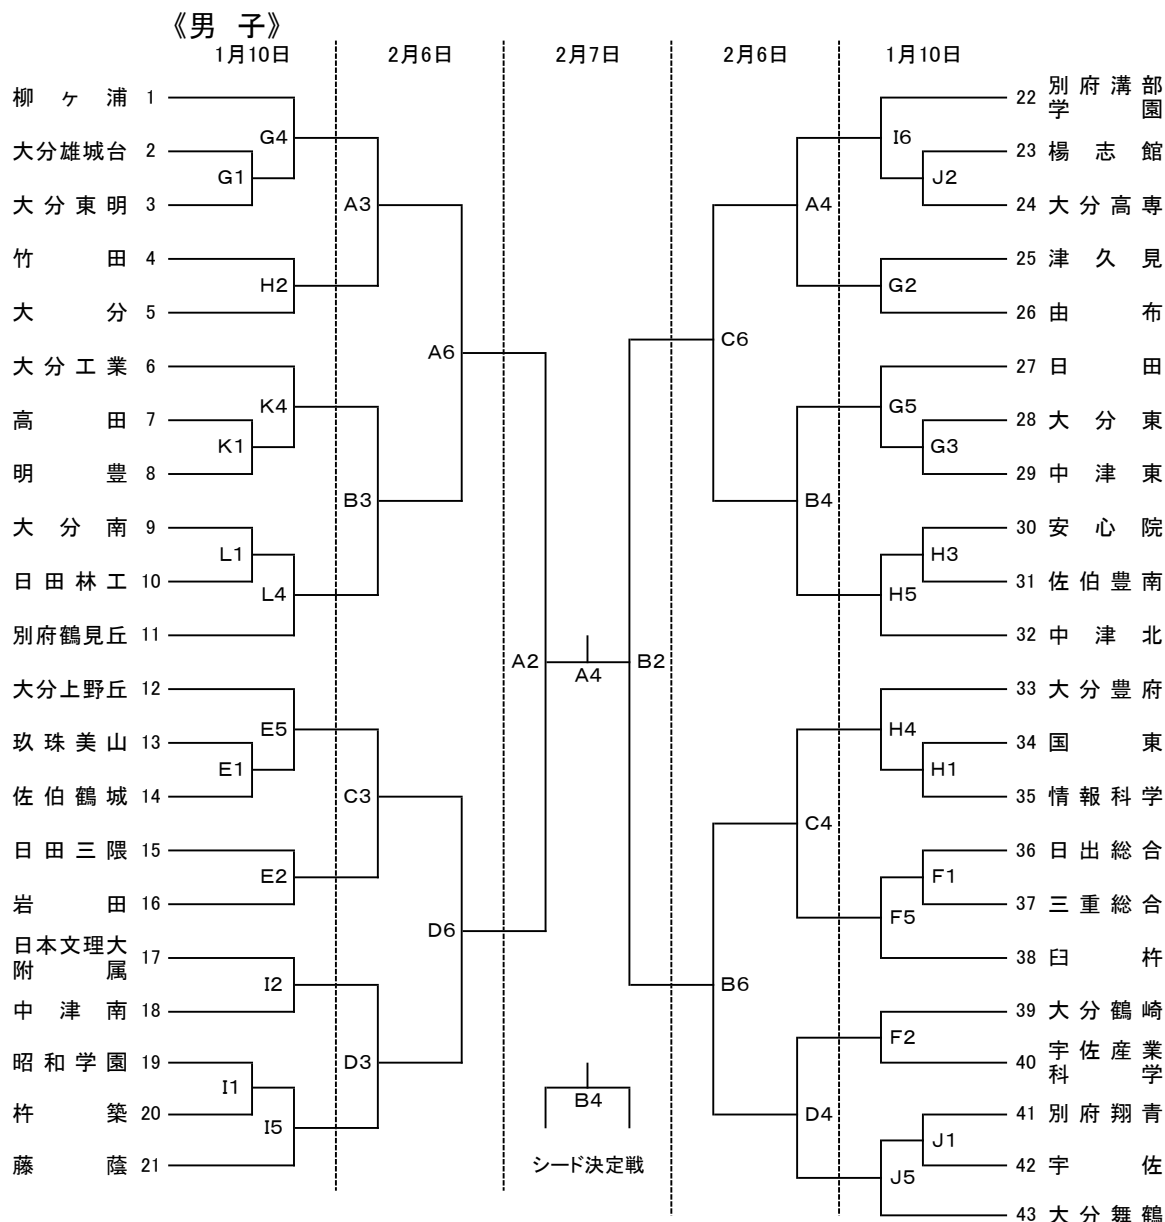 《男 子》
1月10日 2月6日 2月7日 2月6日 1月10日
柳ヶ浦 1
大分雄城台 2
大分東明 3
竹田 4
大分 5
大分工業 6
高田 7
明豊 8
大分南 9
日田林工 10
別府鶴見丘 11
大分上野丘 12
玖珠美山 13
佐伯鶴城 14
日田三隈 15
岩田 16
日本文理大
附属 17
中津南 18
昭和学園 19
杵築 20
藤蔭 21
G4
G1
H2
K4
K1
L1
L4
E5
E1
E2
I2
I1
I5
A3
B3
C3
D3
A6
D6
A2
A4
B2
B4
シード決定戦
C6
B6
A4
B4
C4
D4
I6
J2
G2
G5
G3
H3
H5
H4
H1
F1
F5
F2
J1
J5
22 別府溝部
学園
23 楊志館
24 大分高専
25 津久見
26 由布
27 日田
28 大分東
29 中津東
30 安心院
31 佐伯豊南
32 中津北
33 大分豊府
34 国東
35 情報科学
36 日出総合
37 三重総合
38 臼杵
39 大分鶴崎
40 宇佐産業
科学
41 別府翔青
42 宇佐
43 大分舞鶴